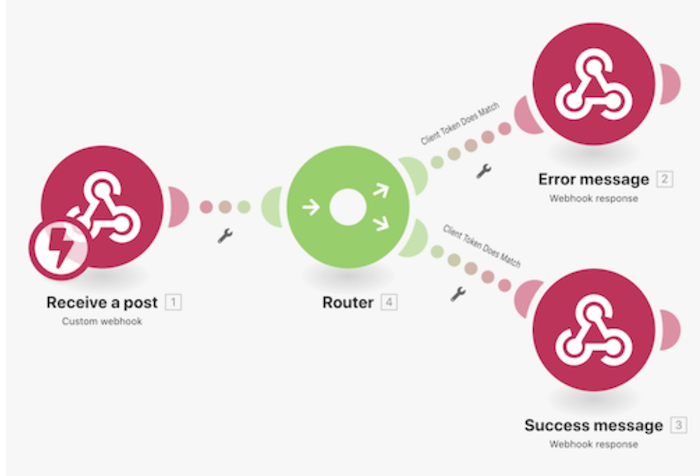 Client Token Does Match
Error message 2
Webhook response
Receive a post 1
Custom webhook
Router 4
Client Token Does Match
Success message 3
Webhook response